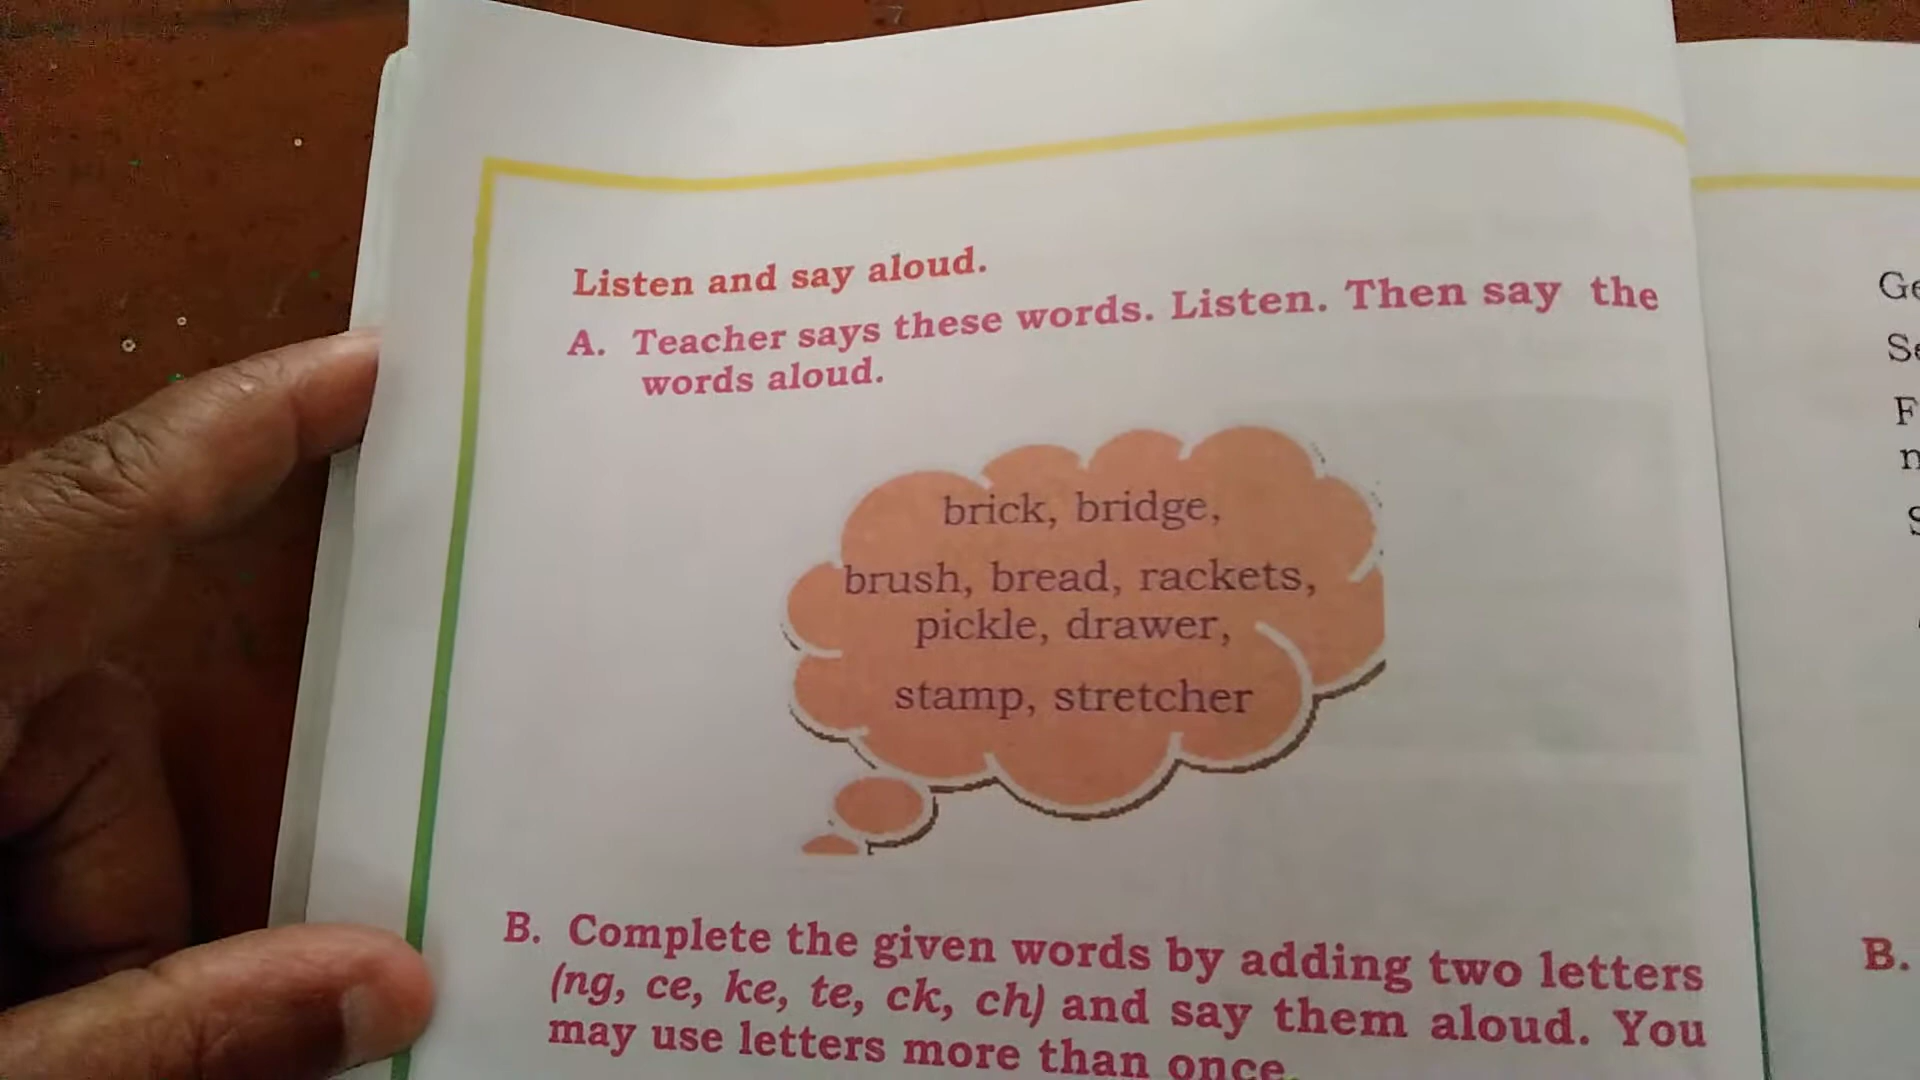 Listen and say aloud.
A. Teacher says these words. Listen. Then say the
words aloud.
brick, bridge,
brush, bread, rackets,
pickle, drawer,
stamp, stretcher
B. Complete the given words by adding two letters
(ng, ce, ke, te, ck, ch) and say them aloud. You
may use letters more than once.
B.